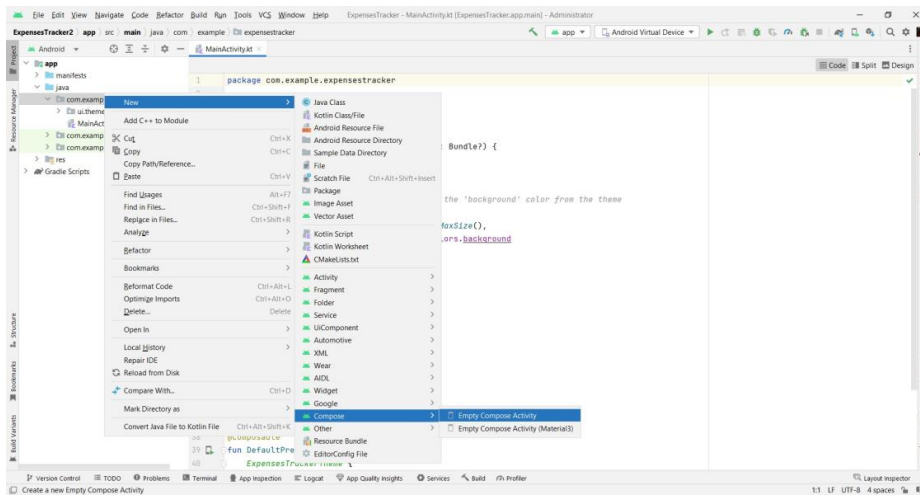 File Edit View Navigate Code Refactor Build Run Tools VCS Window Help ExpensesTracker - MainActivity.kt [ExpensesTracker.app.main] - Administrator
ExpensesTracker2 app src main java com example expensestracker app Android Virtual Device
Android MainActivity.kt
Project
app
Code Split Design
manifests
1 package com.example.expensestracker
java
Resource Manager
com.examp
New
Java Class
ui.theme
Kotlin Class/File
MainAct
Add C++ to Module
Android Resource File
com.examp
Cut Ctrl+X
Android Resource Directory
com.examp
Copy Ctrl+C
Sample Data Directory
Bundle?) {
res
Copy Path/Reference...
File
Gradle Scripts
Paste Ctrl+V
Scratch File Ctrl+Alt+Shift+Insert
Package
Find Usages Alt+F7
Image Asset
the 'background' color from the theme
Find in Files... Ctrl+Shift+F
Vector Asset
Replace in Files... Ctrl+Shift+R
MaxSize(),
Analyze
Kotlin Script
ors.background
Refactor
Kotlin Worksheet
CMakeLists.txt
Bookmarks
Activity
Reformat Code Ctrl+Alt+L
Fragment
Optimize Imports Ctrl+Alt+O
Folder
Delete... Delete
Service
Open In
UiComponent
Automotive
Local History
XML
Repair IDE
Wear
Reload from Disk
AIDL
Compare With... Ctrl+D
Widget
Google
Mark Directory as
Compose
Empty Compose Activity
Convert Java File to Kotlin File Ctrl+Alt+Shift+K
Other
Empty Compose Activity (Material3)
Structure
Bookmarks
Build Variants
38 @Composable
Resource Bundle
39 fun DefaultPre
EditorConfig File
40 ExpensesTrackerTheme {
Version Control TODO Problems Terminal App Inspection Logcat App Quality Insights Services Build Profiler Layout Inspector
Create a new Empty Compose Activity 1:1 LF UTF-8 4 spaces